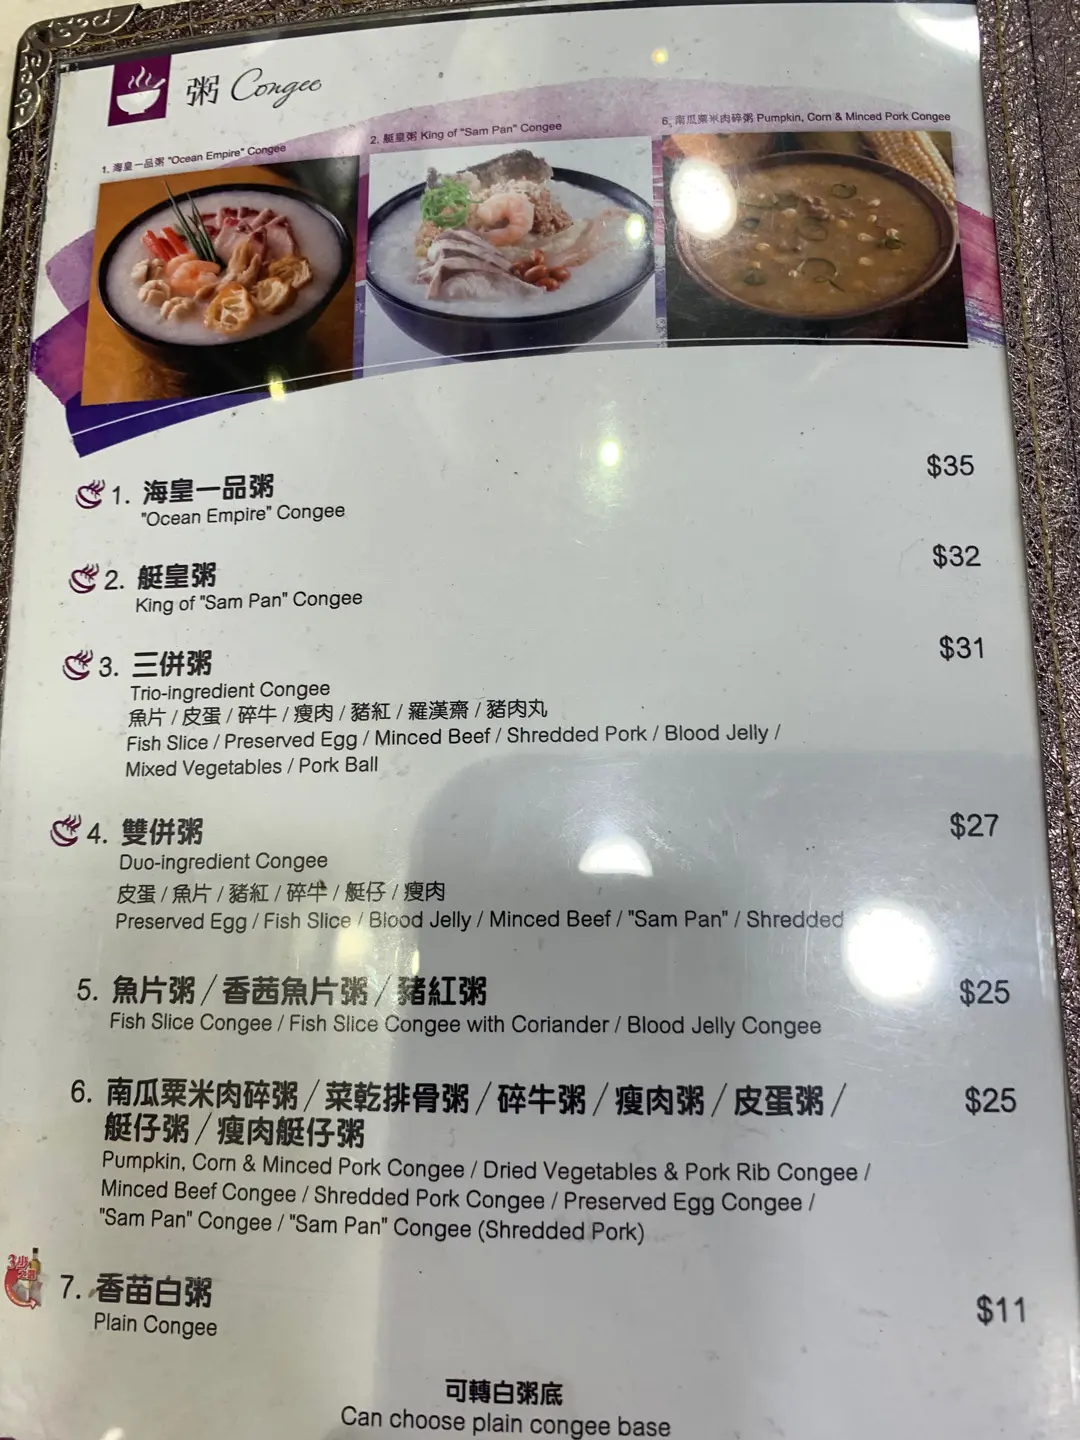 粥 Congee
1. 海皇一品粥 "Ocean Empire" Congee
2. 艇皇粥 King of "Sam Pan" Congee
6, 南瓜粟米肉碎粥 Pumpkin, Corn & Minced Pork Congee
1. 海皇一品粥 $35
"Ocean Empire" Congee
2. 艇皇粥 $32
King of "Sam Pan" Congee
3. 三併粥 $31
Trio-ingredient Congee
魚片 / 皮蛋 / 碎牛 / 瘦肉 / 豬紅 / 羅漢齋 / 豬肉丸
Fish Slice / Preserved Egg / Minced Beef / Shredded Pork / Blood Jelly /
Mixed Vegetables / Pork Ball
4. 雙併粥 $27
Duo-ingredient Congee
皮蛋 / 魚片 / 豬紅 / 碎牛 / 艇仔 / 瘦肉
Preserved Egg / Fish Slice / Blood Jelly / Minced Beef / "Sam Pan" / Shredded
5. 魚片粥 / 香茜魚片粥 / 豬紅粥 $25
Fish Slice Congee / Fish Slice Congee with Coriander / Blood Jelly Congee
6. 南瓜粟米肉碎粥 / 菜乾排骨粥 / 碎牛粥 / 瘦肉粥 / 皮蛋粥 / $25
艇仔粥 / 瘦肉艇仔粥
Pumpkin, Corn & Minced Pork Congee / Dried Vegetables & Pork Rib Congee /
Minced Beef Congee / Shredded Pork Congee / Preserved Egg Congee /
"Sam Pan" Congee / "Sam Pan" Congee (Shredded Pork)
7. 香苗白粥 $11
Plain Congee
可轉白粥底
Can choose plain congee base